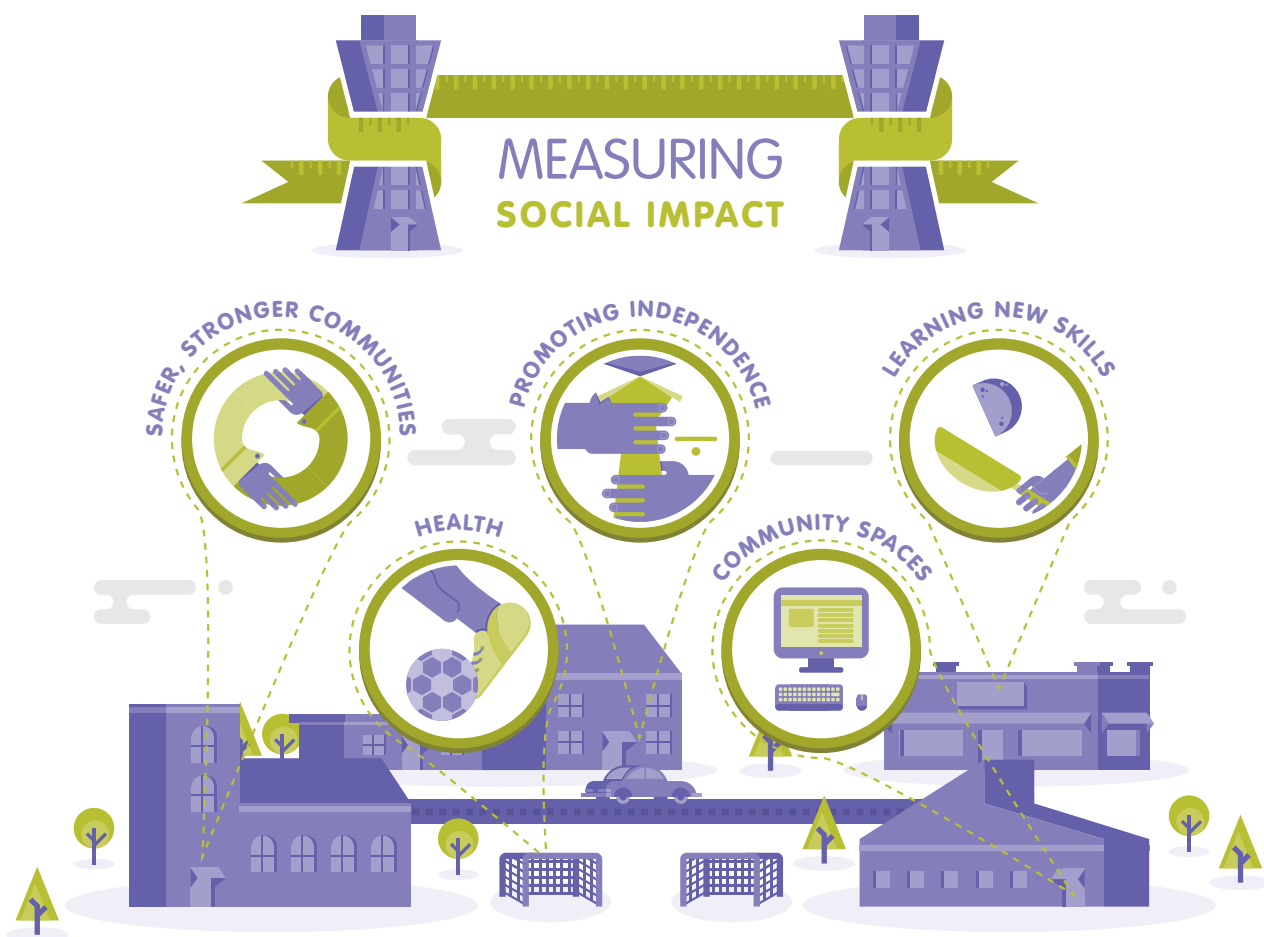 MEASURING
SOCIAL IMPACT
SAFER, STRONGER COMMUNITIES
PROMOTING INDEPENDENCE
LEARNING NEW SKILLS
HEALTH
COMMUNITY SPACES